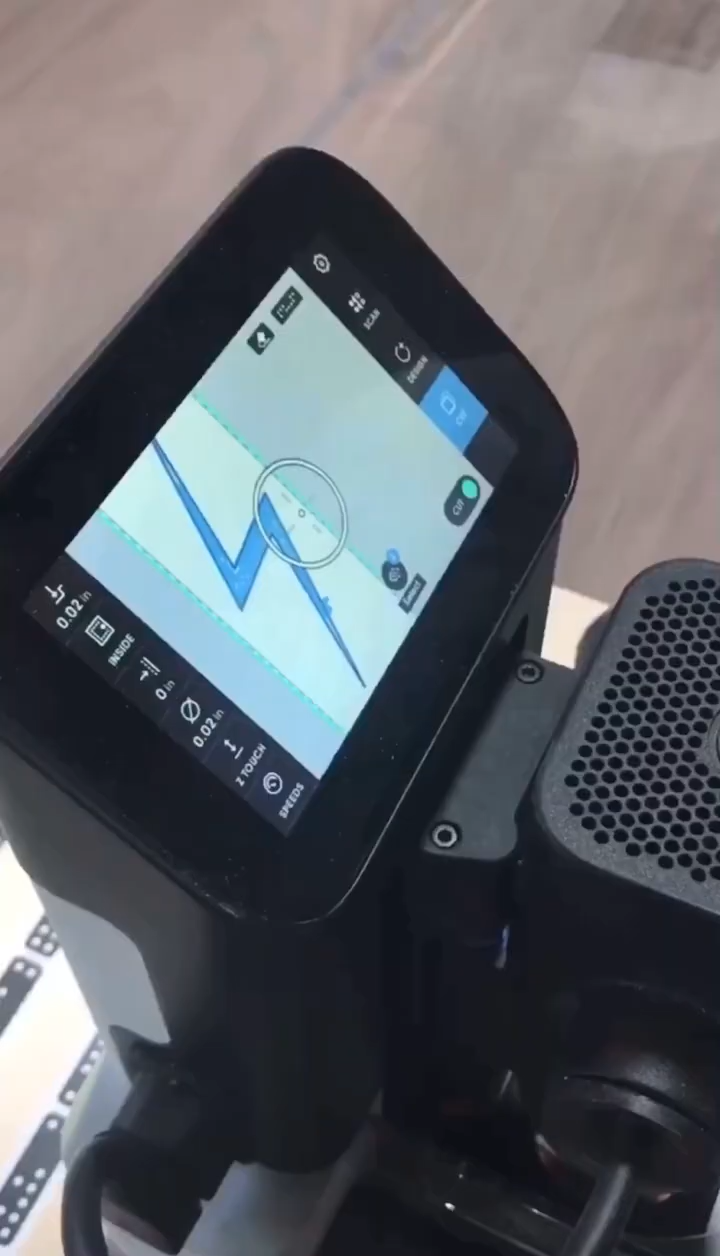 SCAN
DESIGN
CUT
CUT
0.02 in
INSIDE
0 in
0.02 in
Z TOUCH
SPEEDS